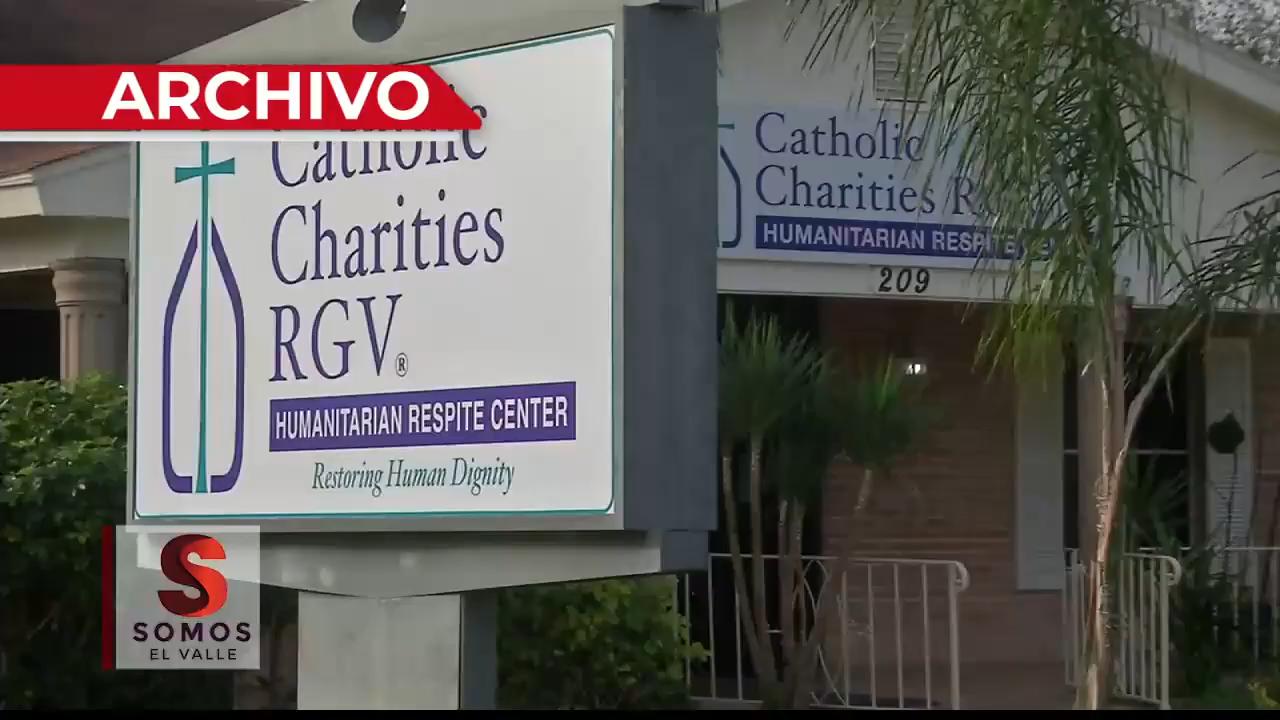 ARCHIVO
Catholic
Charities
RGV®
HUMANITARIAN RESPITE CENTER
Restoring Human Dignity
Catholic
Charities
HUMANITARIAN RESPITE
209
S
SOMOS
EL VALLE